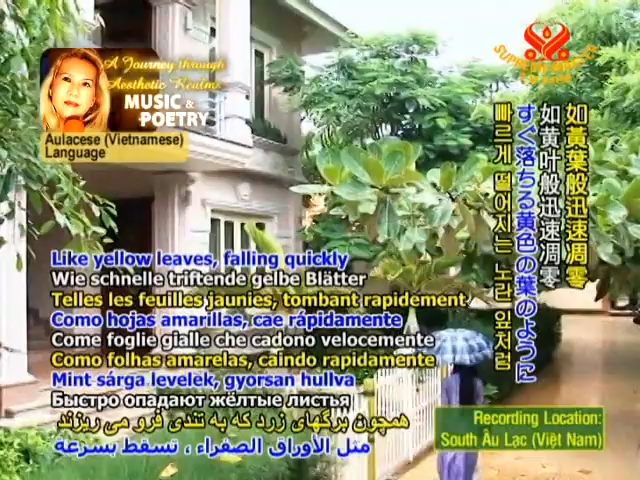 A Journey through
Aesthetic Realms
MUSIC &
POETRY
Aulacese (Vietnamese)
Language
Like yellow leaves, falling quickly
Wie schnelle triftende gelbe Blätter
Telles les feuilles jaunies, tombant rapidement
Como hojas amarillas, cae rápidamente
Come foglie gialle che cadono velocemente
Como folhas amarelas, caindo rapidamente
Mint sárga levelek, gyorsan hullva
Быстро опадают жёлтые листья
همچون برگهای زرد که به تندی فرو می ریزند
مثل الأوراق الصفراء ، تسقط بسرعة
如黃葉般迅速凋零
如黄叶般迅速凋零
すぐ落ちる黄色の葉のように
빠르게 떨어지는 노란 잎처럼
Recording Location:
South Âu Lạc (Việt Nam)